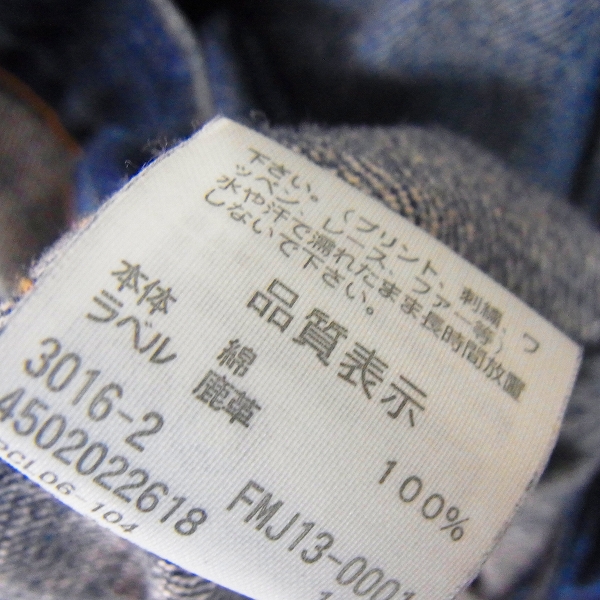 下さい。（プリント、刺繍、ワ
ッペン、レース、ファー等）
水や汗で濡れたまま長時間放置
しないで下さい。
品質表示
本体 綿 100%
ラベル 鹿革
3016-2 FMJ13-0001
4502022618
RCL06-104